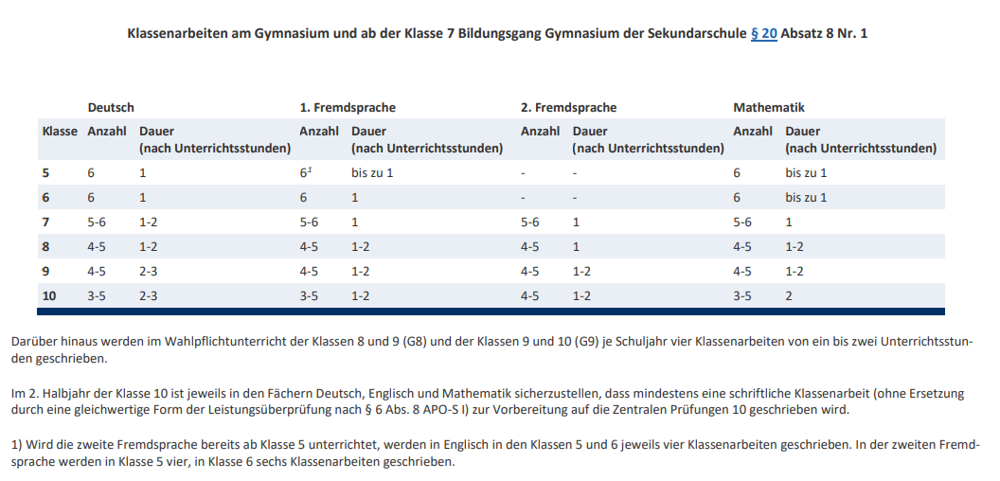 Klassenarbeiten am Gymnasium und ab der Klasse 7 Bildungsgang Gymnasium der Sekundarschule § 20 Absatz 8 Nr. 1
Deutsch 1. Fremdsprache 2. Fremdsprache Mathematik
Klasse Anzahl Dauer Anzahl Dauer Anzahl Dauer Anzahl Dauer
(nach Unterrichtsstunden) (nach Unterrichtsstunden) (nach Unterrichtsstunden) (nach Unterrichtsstunden)
5 6 1 6¹ bis zu 1 - - 6 bis zu 1
6 6 1 6 1 - - 6 bis zu 1
7 5-6 1-2 5-6 1 5-6 1 5-6 1
8 4-5 1-2 4-5 1-2 4-5 1 4-5 1-2
9 4-5 2-3 4-5 1-2 4-5 1-2 4-5 1-2
10 3-5 2-3 3-5 1-2 4-5 1-2 3-5 2
Darüber hinaus werden im Wahlpflichtunterricht der Klassen 8 und 9 (G8) und der Klassen 9 und 10 (G9) je Schuljahr vier Klassenarbeiten von ein bis zwei Unterrichtsstun-
den geschrieben.
Im 2. Halbjahr der Klasse 10 ist jeweils in den Fächern Deutsch, Englisch und Mathematik sicherzustellen, dass mindestens eine schriftliche Klassenarbeit (ohne Ersetzung
durch eine gleichwertige Form der Leistungsüberprüfung nach § 6 Abs. 8 APO-S I) zur Vorbereitung auf die Zentralen Prüfungen 10 geschrieben wird.
1) Wird die zweite Fremdsprache bereits ab Klasse 5 unterrichtet, werden in Englisch in den Klassen 5 und 6 jeweils vier Klassenarbeiten geschrieben. In der zweiten Fremd-
sprache werden in Klasse 5 vier, in Klasse 6 sechs Klassenarbeiten geschrieben.